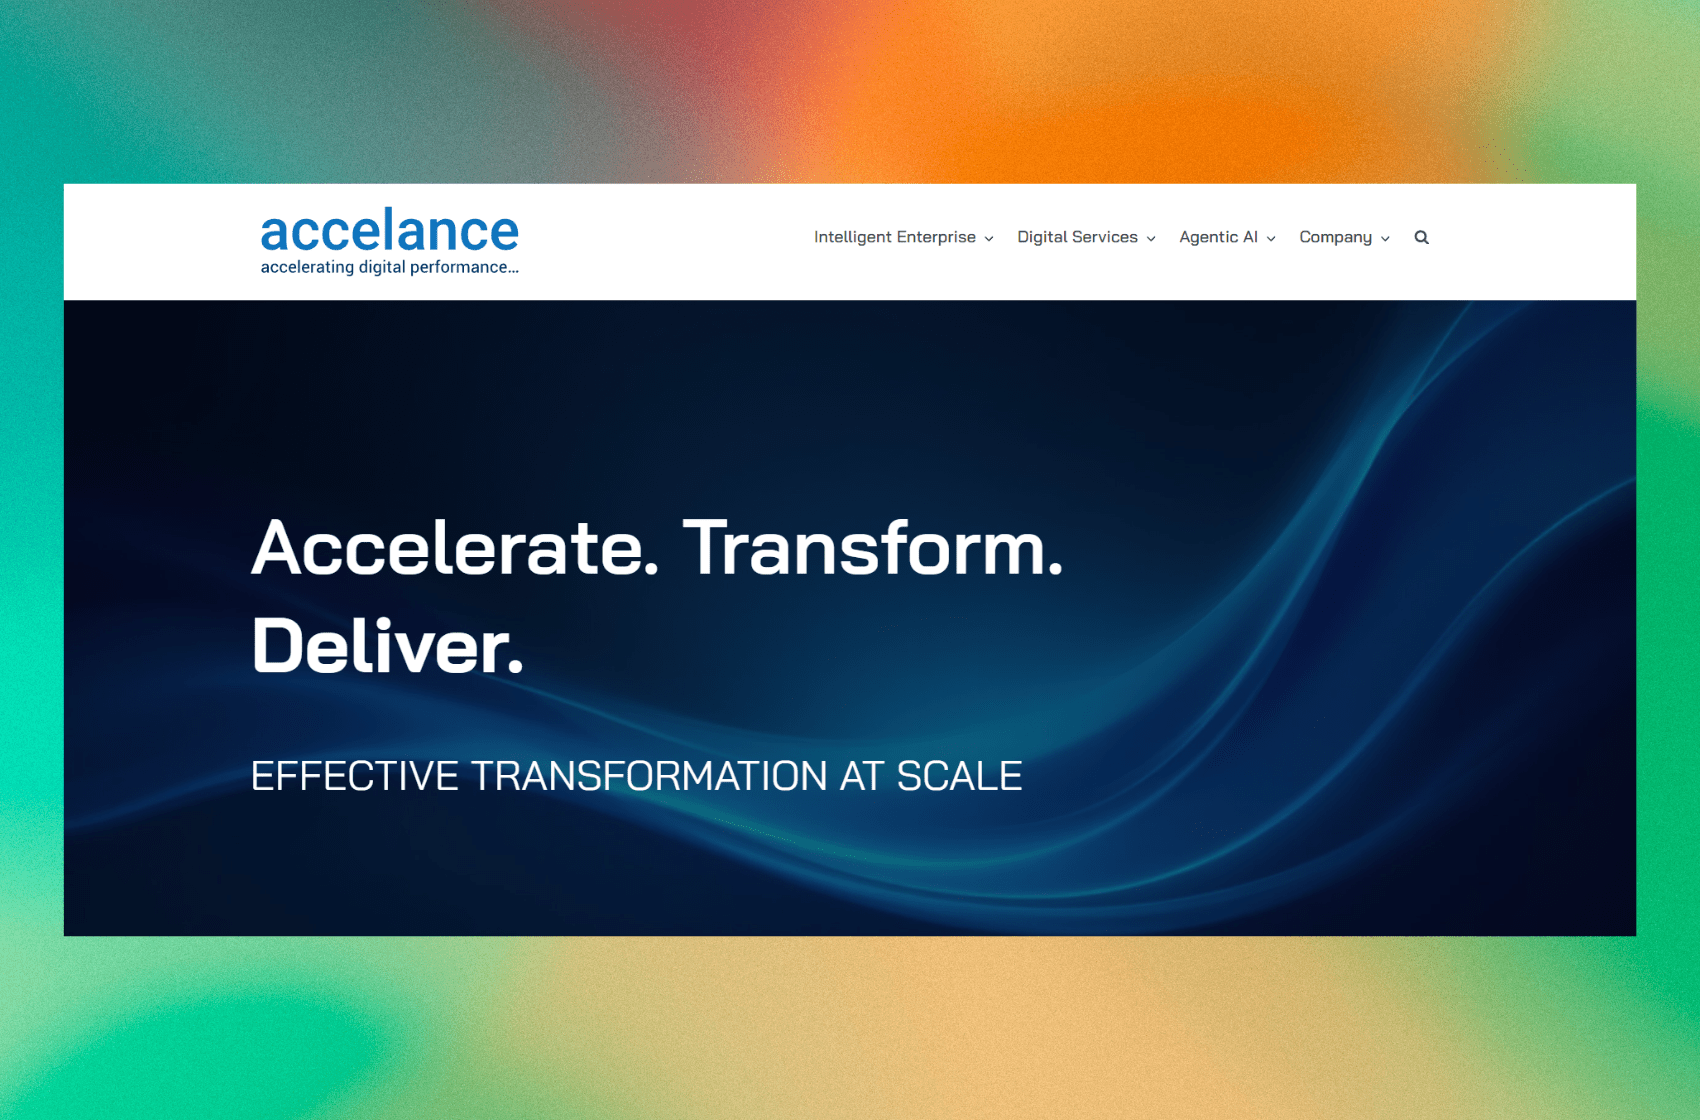 accelance
accelerating digital performance...
Intelligent Enterprise
Digital Services
Agentic AI
Company
Accelerate. Transform.
Deliver.
EFFECTIVE TRANSFORMATION AT SCALE